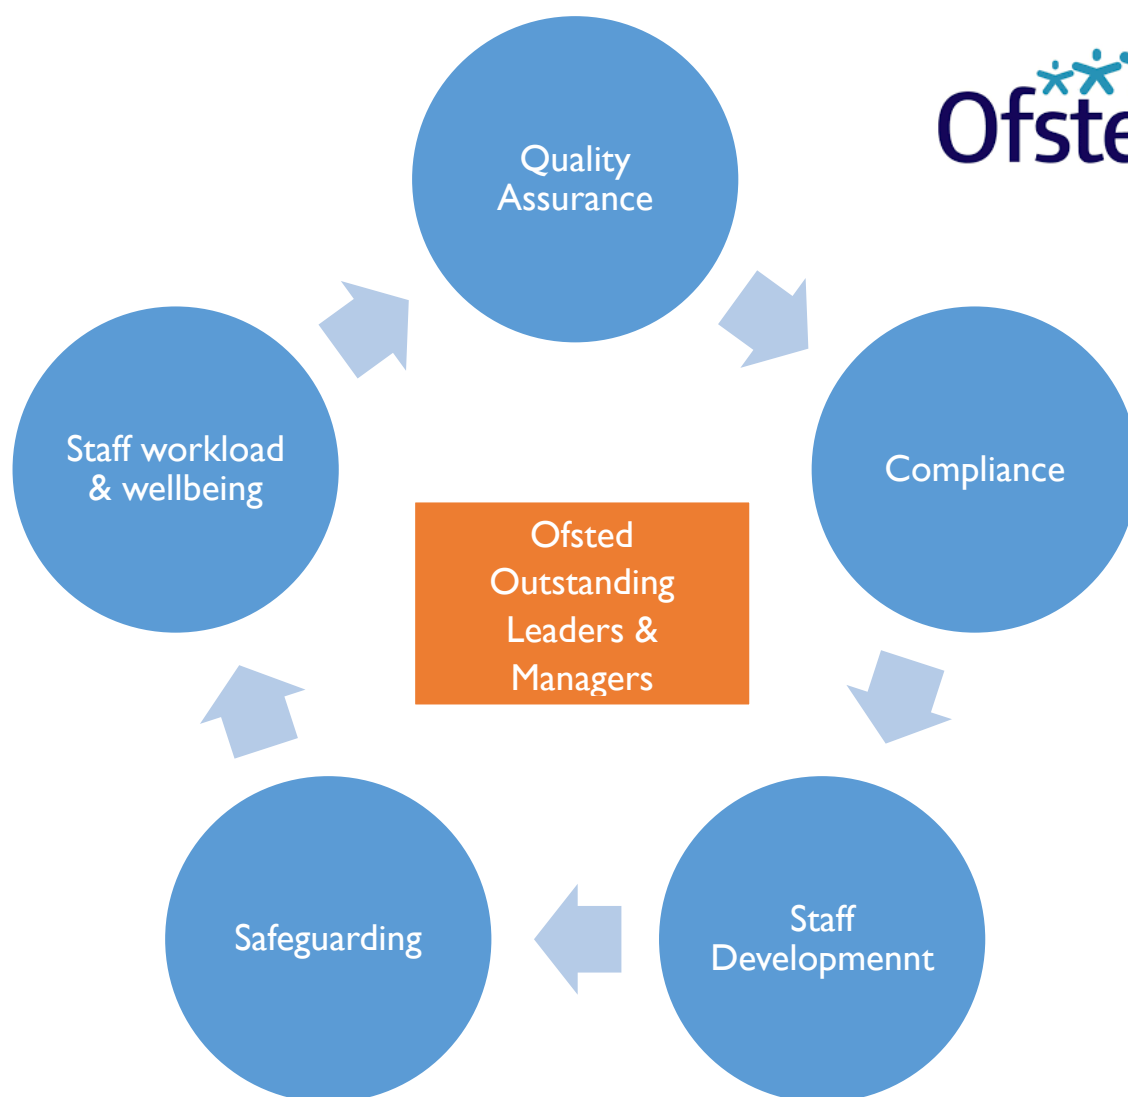 Ofste
Quality
Assurance
Staff workload
& wellbeing
Compliance
Ofsted
Outstanding
Leaders &
Managers
Safeguarding
Staff
Developmennt